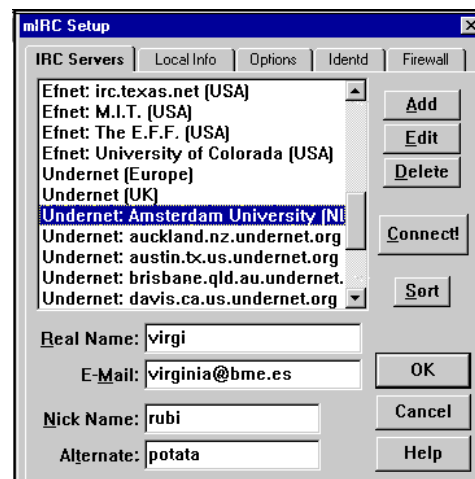 mIRC Setup
IRC Servers Local Info Options Identd Firewall
Efnet: irc.texas.net (USA)
Efnet: M.I.T. (USA)
Efnet: The E.F.F. (USA)
Efnet: University of Colorada (USA)
Undernet (Europe)
Undernet (UK)
Undernet: Amsterdam University (NL
Undernet: auckland.nz.undernet.org
Undernet: austin.tx.us.undernet.org
Undernet: brisbane.qld.au.undernet.
Undernet: davis.ca.us.undernet.org
Add
Edit
Delete
Connect!
Sort
Real Name: virgi
E-Mail: virginia@bme.es
Nick Name: rubi
Alternate: potata
OK
Cancel
Help